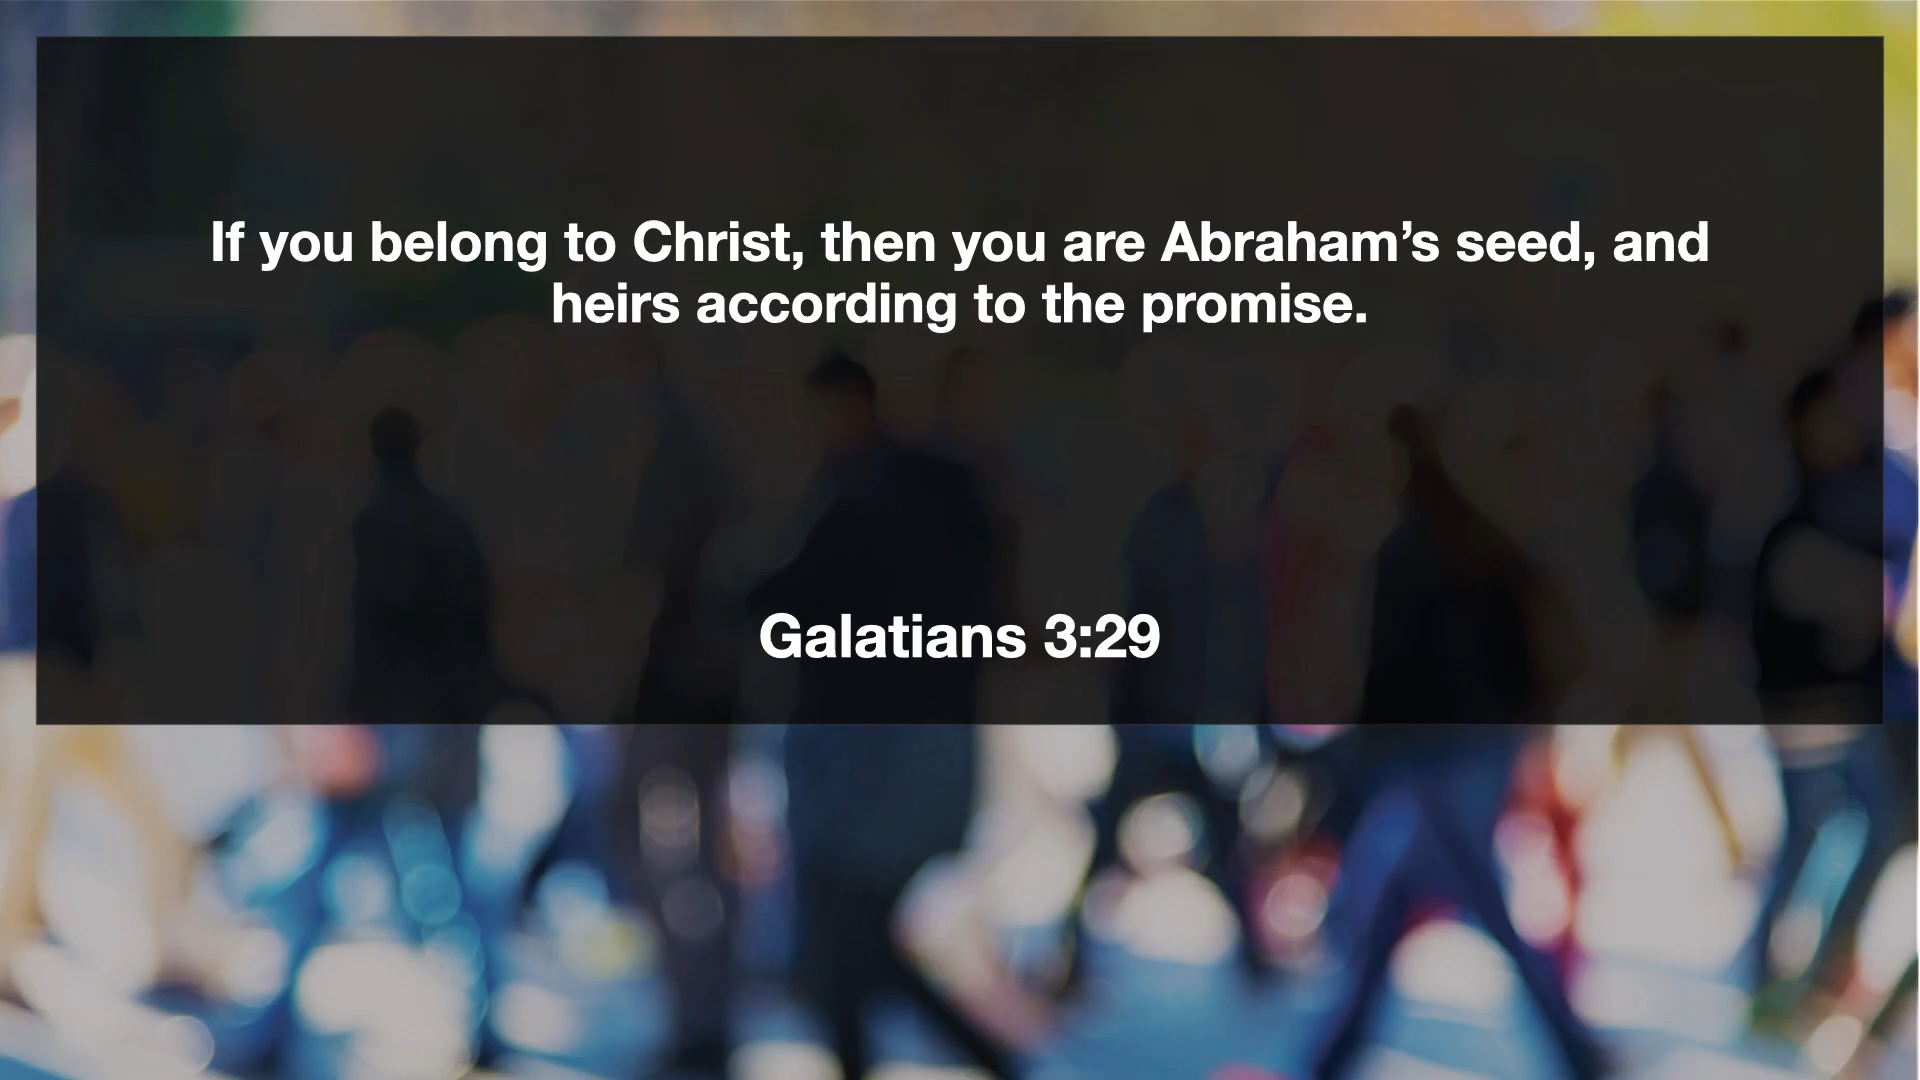 If you belong to Christ, then you are Abraham’s seed, and
heirs according to the promise.
Galatians 3:29